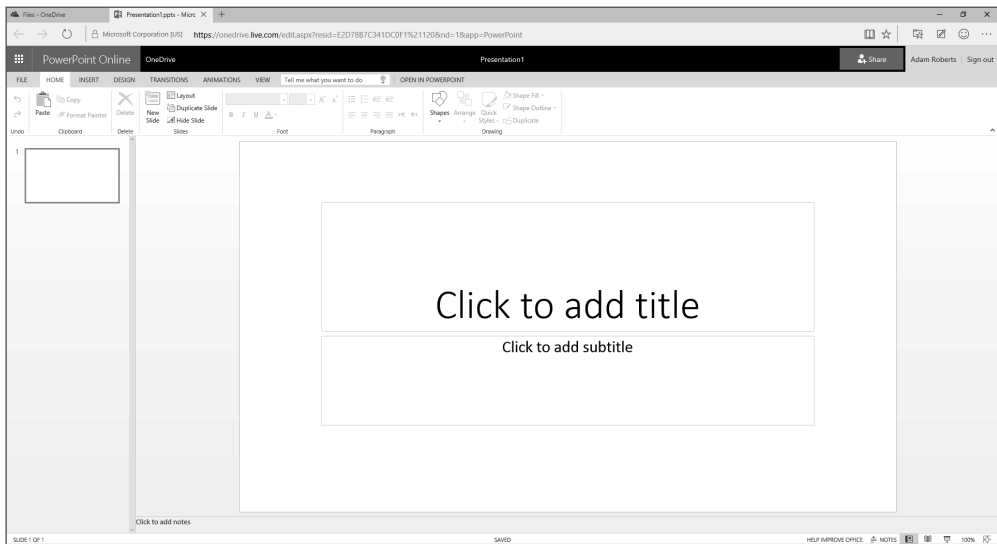 Files - OneDrive Presentation1.pptx - Micrc
Microsoft Corporation [US] https://onedrive.live.com/edit.aspx?resid=E2D78B7C341DC0F1%21120&nd=1&app=PowerPoint
PowerPoint Online OneDrive Presentation1 Share Adam Roberts Sign out
FILE HOME INSERT DESIGN TRANSITIONS ANIMATIONS VIEW Tell me what you want to do OPEN IN POWERPOINT
Paste Copy Format Painter Delete New Slide Layout Duplicate Slide Hide Slide
B I U A A A
Shapes Arrange Quick Styles Shape Fill Shape Outline Duplicate
Undo Clipboard Delete Slides Font Paragraph Drawing
1
Click to add title
Click to add subtitle
Click to add notes
SLIDE 1 OF 1 SAVED HELP IMPROVE OFFICE NOTES 100%